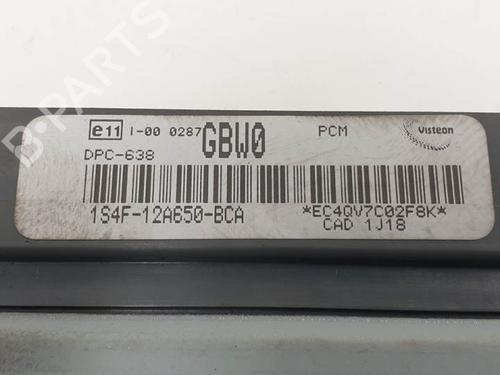 e11 I-00 0287 GBW0 PCM Visteon
DPC-638
1S4F-12A650-BCA *EC4QV7C02F8K*
CAD 1J18
B-PARTS